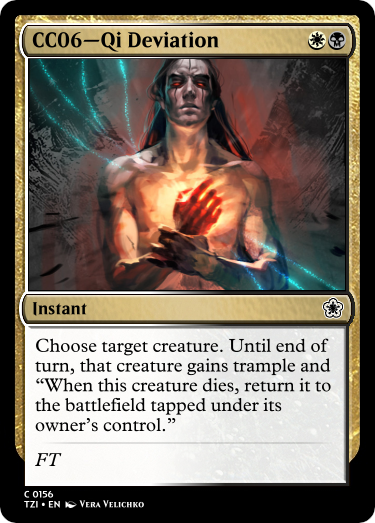 CC06—Qi Deviation
Instant
Choose target creature. Until end of
turn, that creature gains trample and
“When this creature dies, return it to
the battlefield tapped under its
owner’s control.”
FT
C 0156
TZI • EN Vera Velichko